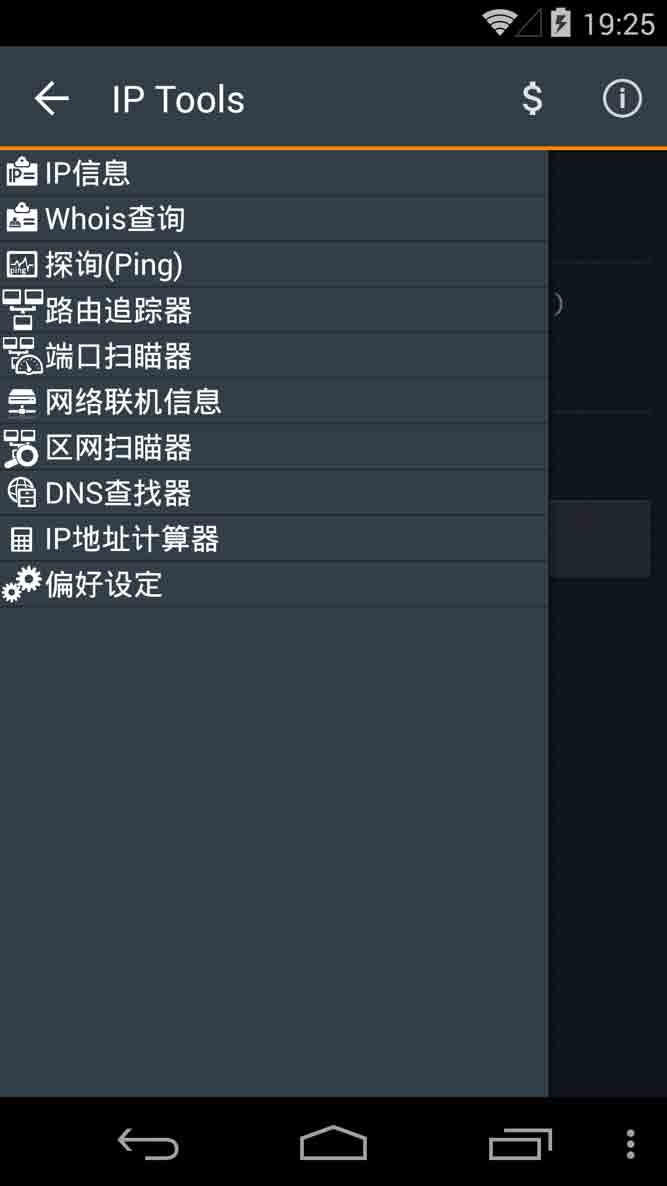 19:25
IP Tools
IP信息
Whois查询
探询(Ping)
路由追踪器
端口扫瞄器
网络联机信息
区网扫瞄器
DNS查找器
IP地址计算器
偏好设定
)